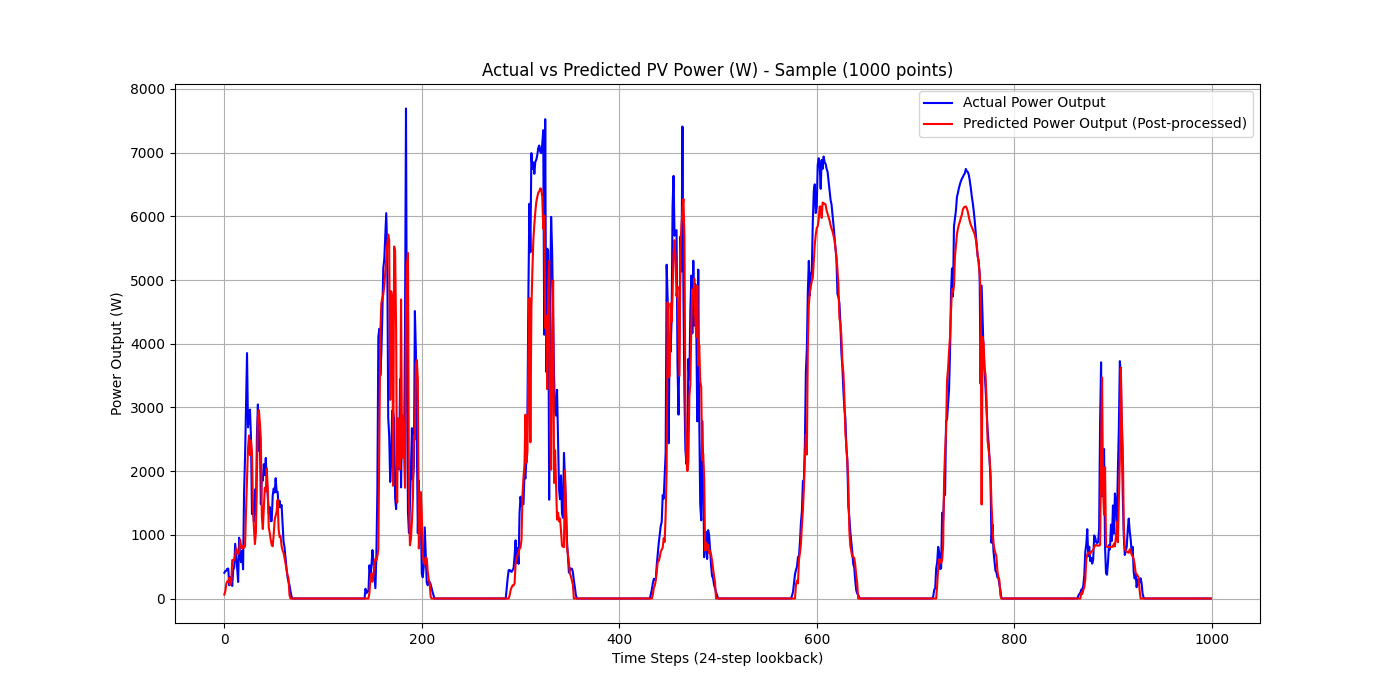 Actual vs Predicted PV Power (W) - Sample (1000 points)
Actual Power Output
Predicted Power Output (Post-processed)
Power Output (W)
8000
7000
6000
5000
4000
3000
2000
1000
0
0 200 400 600 800 1000
Time Steps (24-step lookback)